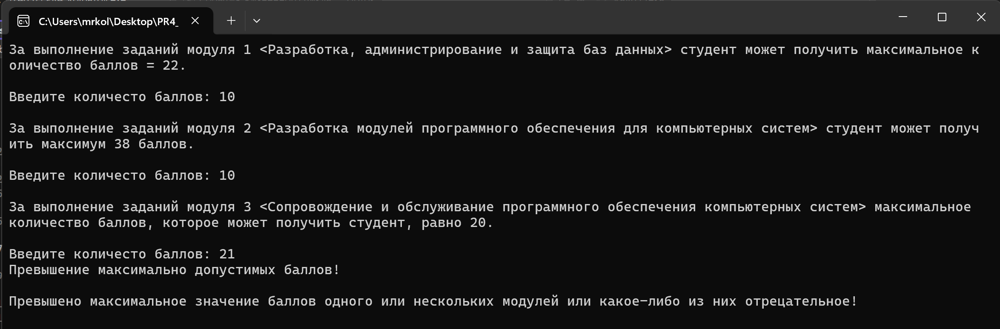 C:\Users\mrkol\Desktop\PR4_
За выполнение заданий модуля 1 <Разработка, администрирование и защита баз данных> студент может получить максимальное к
оличество баллов = 22.
Введите количесто баллов: 10
За выполнение заданий модуля 2 <Разработка модулей программного обеспечения для компьютерных систем> студент может получ
ить максимум 38 баллов.
Введите количесто баллов: 10
За выполнение заданий модуля 3 <Сопровождение и обслуживание программного обеспечения компьютерных систем> максимальное
количество баллов, которое может получить студент, равно 20.
Введите количесто баллов: 21
Превышение максимально допустимых баллов!
Превышено максимальное значение баллов одного или нескольких модулей или какое-либо из них отрецательное!